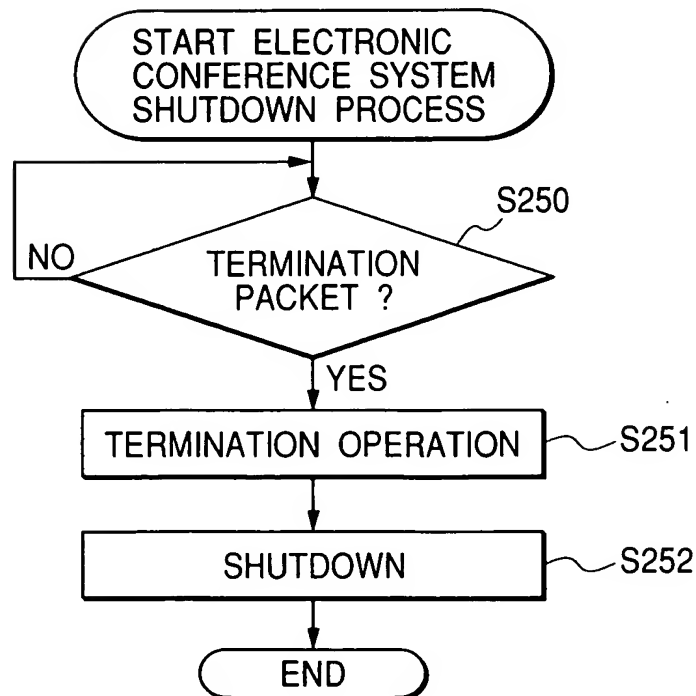 START ELECTRONIC
CONFERENCE SYSTEM
SHUTDOWN PROCESS
S250
NO
TERMINATION
PACKET ?
YES
TERMINATION OPERATION
S251
SHUTDOWN
S252
END